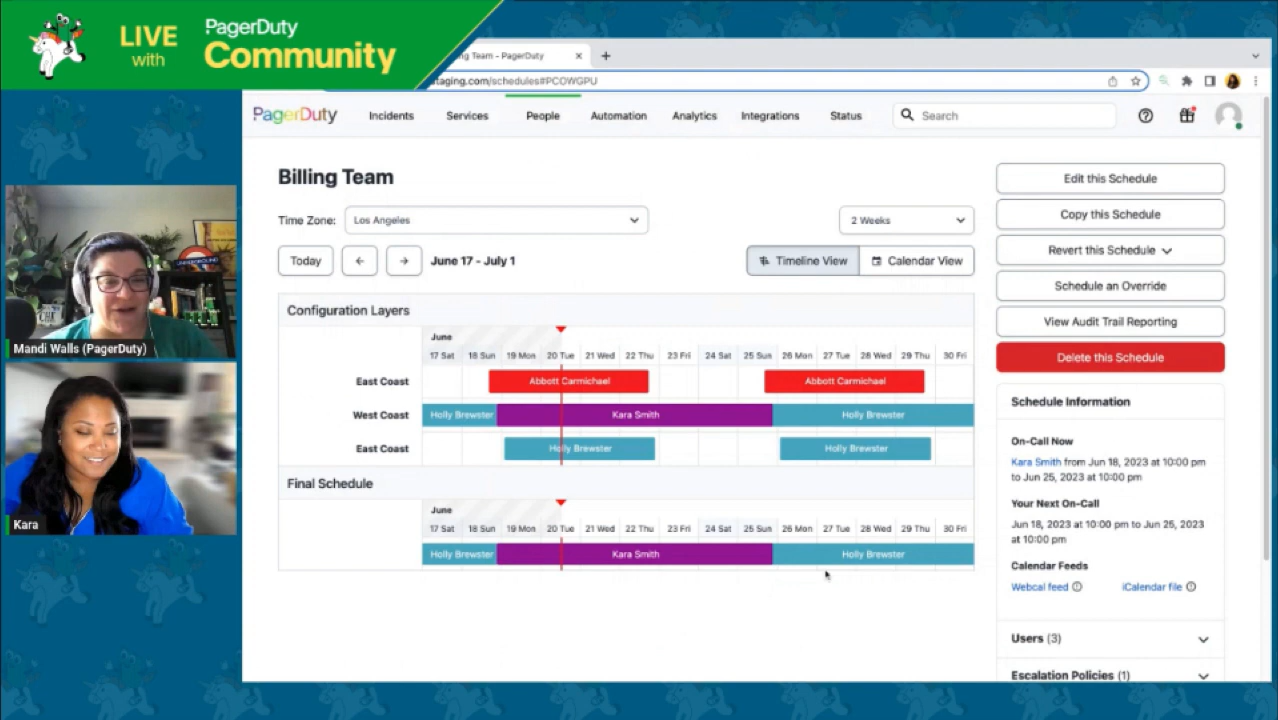 LIVE
with
PagerDuty
Community
ng Team - PagerDuty
taging.com/schedules#PCOWGPU
PagerDuty
Incidents
Services
People
Automation
Analytics
Integrations
Status
Search
Billing Team
Time Zone:
Los Angeles
2 Weeks
Today
June 17 - July 1
Timeline View
Calendar View
Configuration Layers
June
17 Sat 18 Sun 19 Mon 20 Tue 21 Wed 22 Thu 23 Fri 24 Sat 25 Sun 26 Mon 27 Tue 28 Wed 29 Thu 30 Fri
East Coast Abbott Carmichael Abbott Carmichael
West Coast Holly Brewster Kara Smith Holly Brewster
East Coast Holly Brewster Holly Brewster
Final Schedule
June
17 Sat 18 Sun 19 Mon 20 Tue 21 Wed 22 Thu 23 Fri 24 Sat 25 Sun 26 Mon 27 Tue 28 Wed 29 Thu 30 Fri
Holly Brewster Kara Smith Holly Brewster
Edit this Schedule
Copy this Schedule
Revert this Schedule
Schedule an Override
View Audit Trail Reporting
Delete this Schedule
Schedule Information
On-Call Now
Kara Smith from Jun 18, 2023 at 10:00 pm
to Jun 25, 2023 at 10:00 pm
Your Next On-Call
Jun 18, 2023 at 10:00 pm to Jun 25, 2023
at 10:00 pm
Calendar Feeds
Webcal feed
iCalendar file
Users (3)
Escalation Policies (1)
UNDERGROUND
Mandi Walls (PagerDuty)
Kara